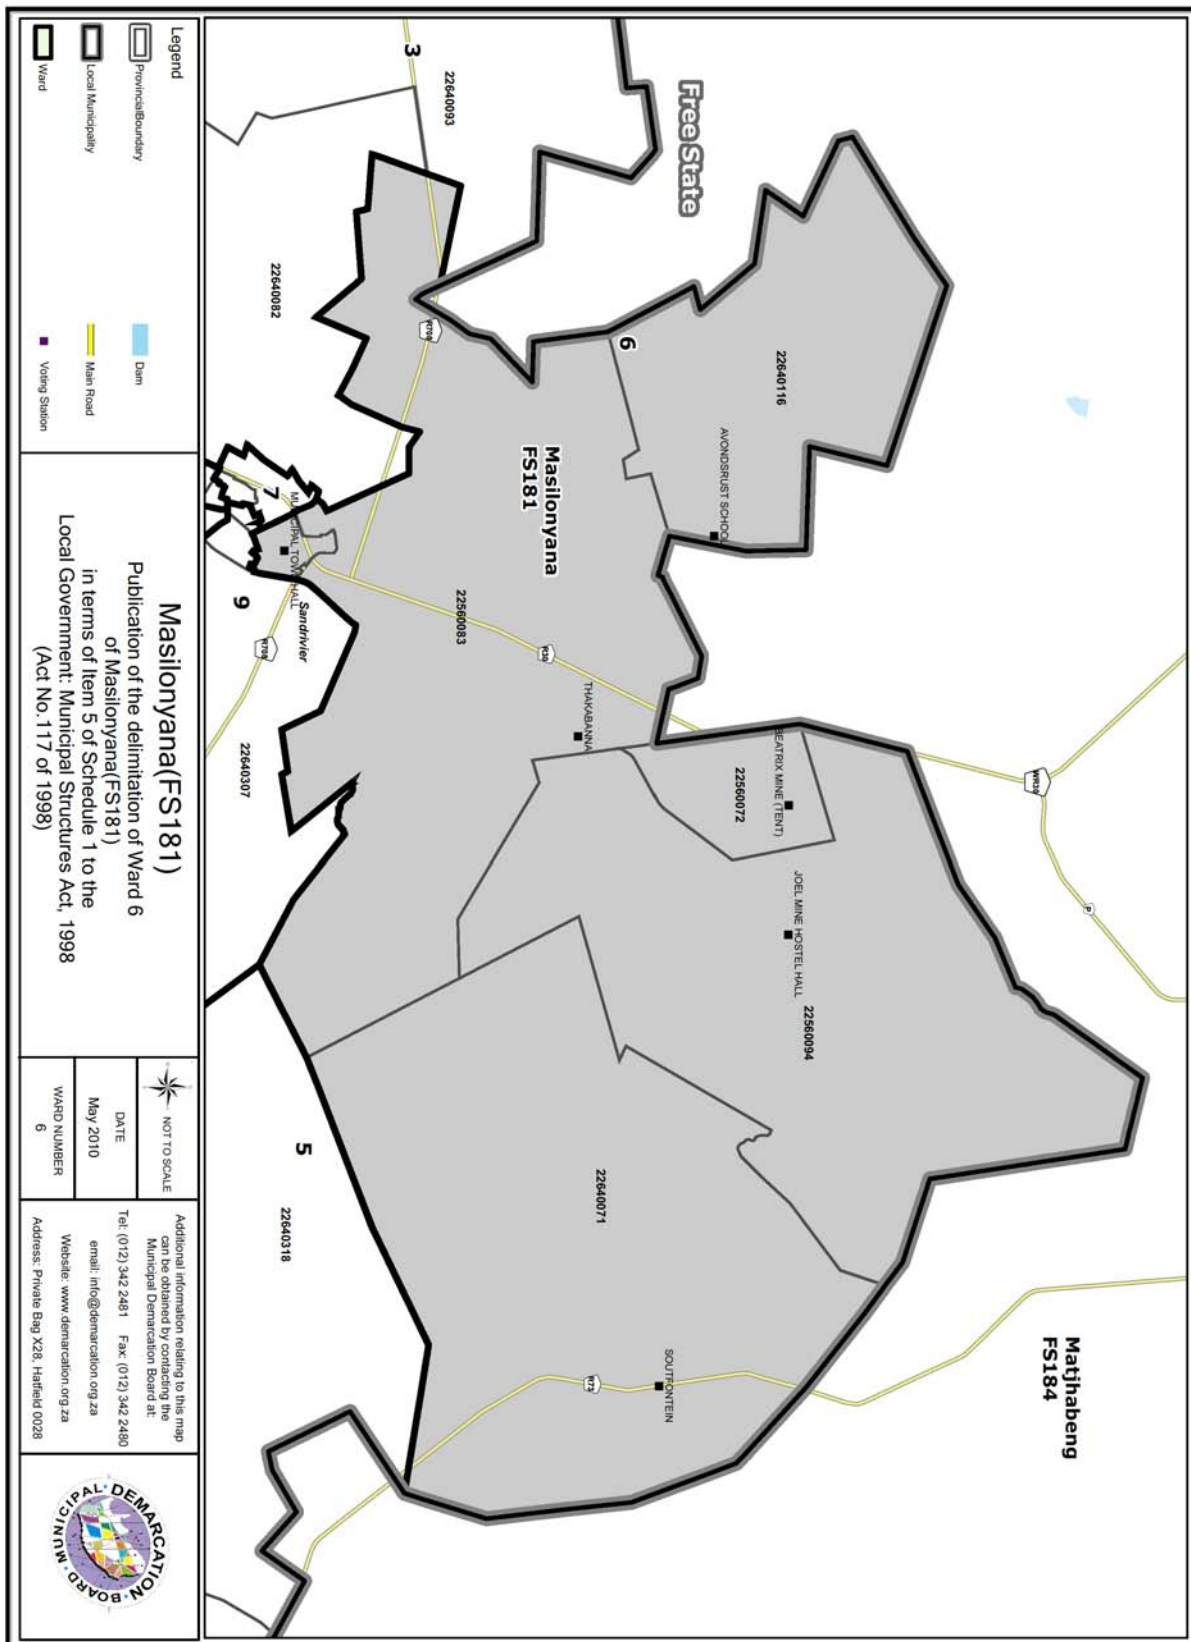 Free State
Matjhabeng
FS184
Masilonyana
FS181
3
6
7
9
5
22640093
22640082
22640116
22560083
22560072
22560094
22640071
22640307
22640318
AVONDSRUST SCHOOL
THAKABANNA
BEATRIX MINE (TENT)
JOEL MINE HOSTEL HALL
SOUTFONTEIN
MUNICIPAL TOWN HALL
Sandrivier
R708
R30
WR30
P
R73
R708
Legend
ProvincialBoundary
Local Municipality
Ward
Dam
Main Road
Voting Station
Masilonyana(FS181)
Publication of the delimitation of Ward 6
of Masilonyana(FS181)
in terms of Item 5 of Schedule 1 to the
Local Government: Municipal Structures Act, 1998
(Act No.117 of 1998)
NOT TO SCALE
DATE
May 2010
WARD NUMBER
6
Additional information relating to this map
can be obtained by contacting the
Municipal Demarcation Board at:
Tel: (012) 342 2481 Fax: (012) 342 2480
email: info@demarcation.org.za
Website: www.demarcation.org.za
Address: Private Bag X28, Hatfield 0028
MUNICIPAL DEMARCATION BOARD